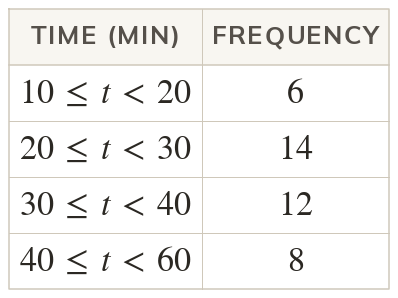 TIME (MIN) FREQUENCY
10 ≤ t < 20 6
20 ≤ t < 30 14
30 ≤ t < 40 12
40 ≤ t < 60 8